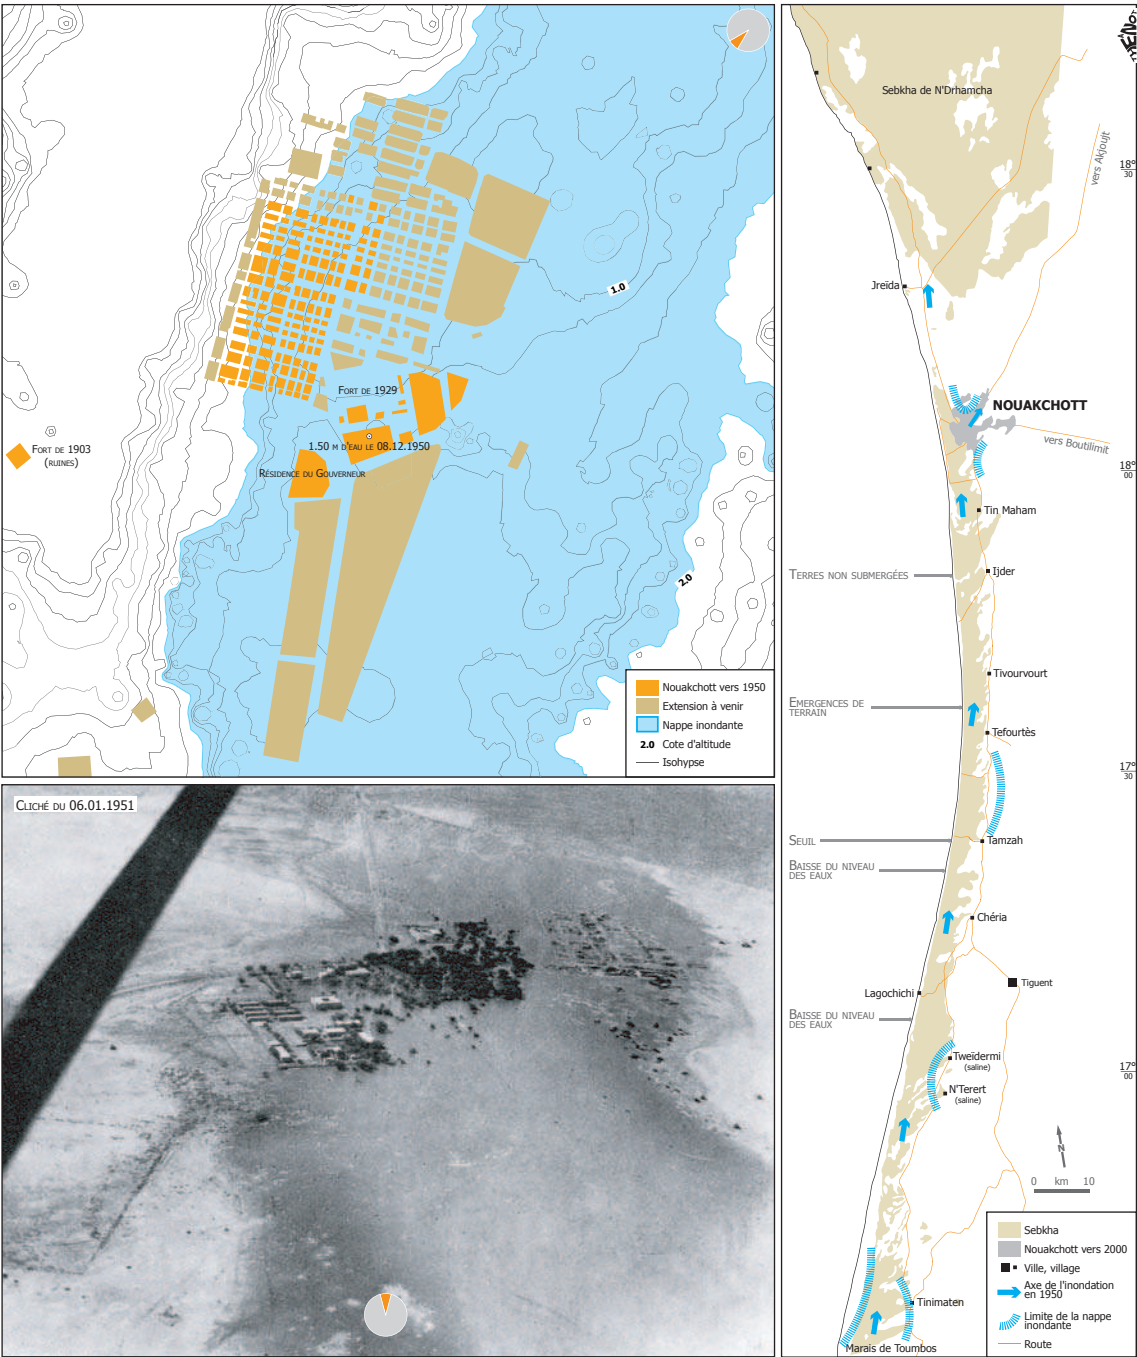 1.0
FORT DE 1929
1.50 M D'EAU LE 08.12.1950
FORT DE 1903
(RUINES)
RÉSIDENCE DU GOUVERNEUR
2.0
Nouakchott vers 1950
Extension à venir
Nappe inondante
2.0 Cote d'altitude
Isohypse
CLICHÉ DU 06.01.1951
Sebkha de N'Drhamcha
vers Akjoujt
18°
30
Jreïda
NOUAKCHOTT
vers Boutilimit
18°
00
Tin Maham
TERRES NON SUBMERGÉES
Ijder
Tivourvourt
EMERGENCES DE
TERRAIN
Tefourtès
17°
30
SEUIL
Tamzah
BAISSE DU NIVEAU
DES EAUX
Chéria
Tiguent
Lagochichi
BAISSE DU NIVEAU
DES EAUX
Tweïdermi
(saline)
17°
00
N'Terert
(saline)
N
0 km 10
Tinimaten
Marais de Toumbos
Sebkha
Nouakchott vers 2000
Ville, village
Axe de l'inondation
en 1950
Limite de la nappe
inondante
Route